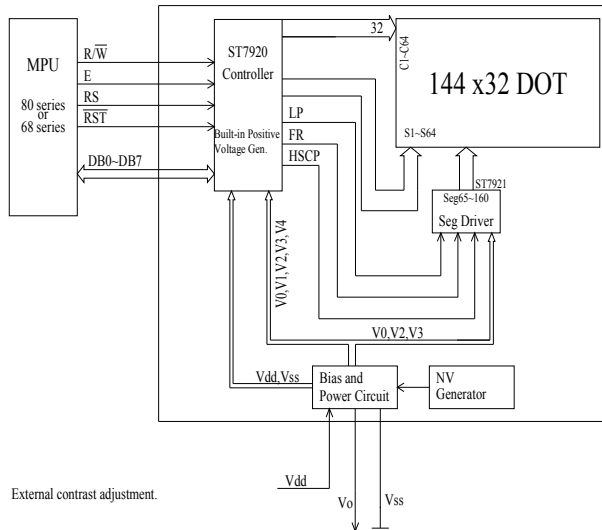 MPU
80 series
or
68 series
R/W
E
RS
RST
DB0~DB7
ST7920
Controller
Built-in Positive
Voltage Gen.
32
C1~C64
144 x32 DOT
S1~S64
LP
FR
HSCP
ST7921
Seg65~160
Seg Driver
V0,V1,V2,V3,V4
V0,V2,V3
Vdd,Vss
Bias and
Power Circuit
NV
Generator
Vdd
Vo
Vss
External contrast adjustment.